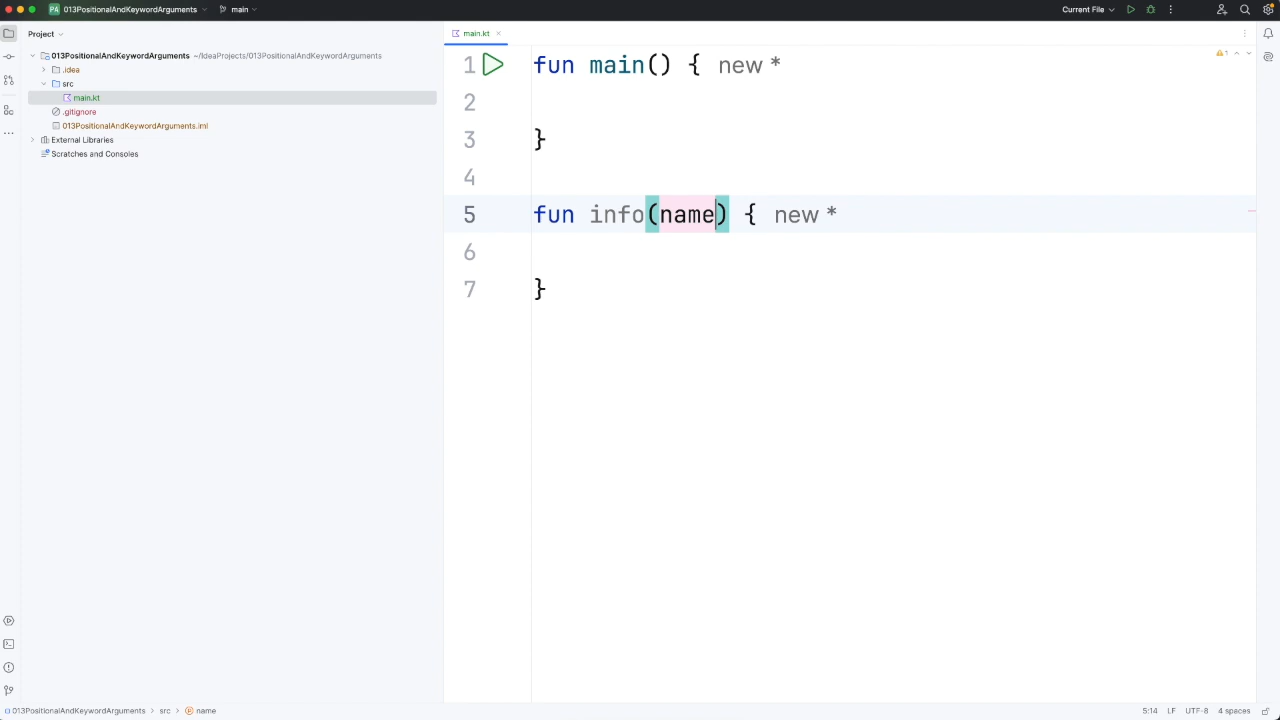 PA 013PositionalAndKeywordArguments main Current File
Project
main.kt
013PositionalAndKeywordArguments ~/IdeaProjects/013PositionalAndKeywordArguments
.idea
src
main.kt
.gitignore
013PositionalAndKeywordArguments.iml
External Libraries
Scratches and Consoles
1 fun main() { new *
2
3 }
4
5 fun info(name) { new *
6
7 }
1
013PositionalAndKeywordArguments > src > name 5:14 LF UTF-8 4 spaces